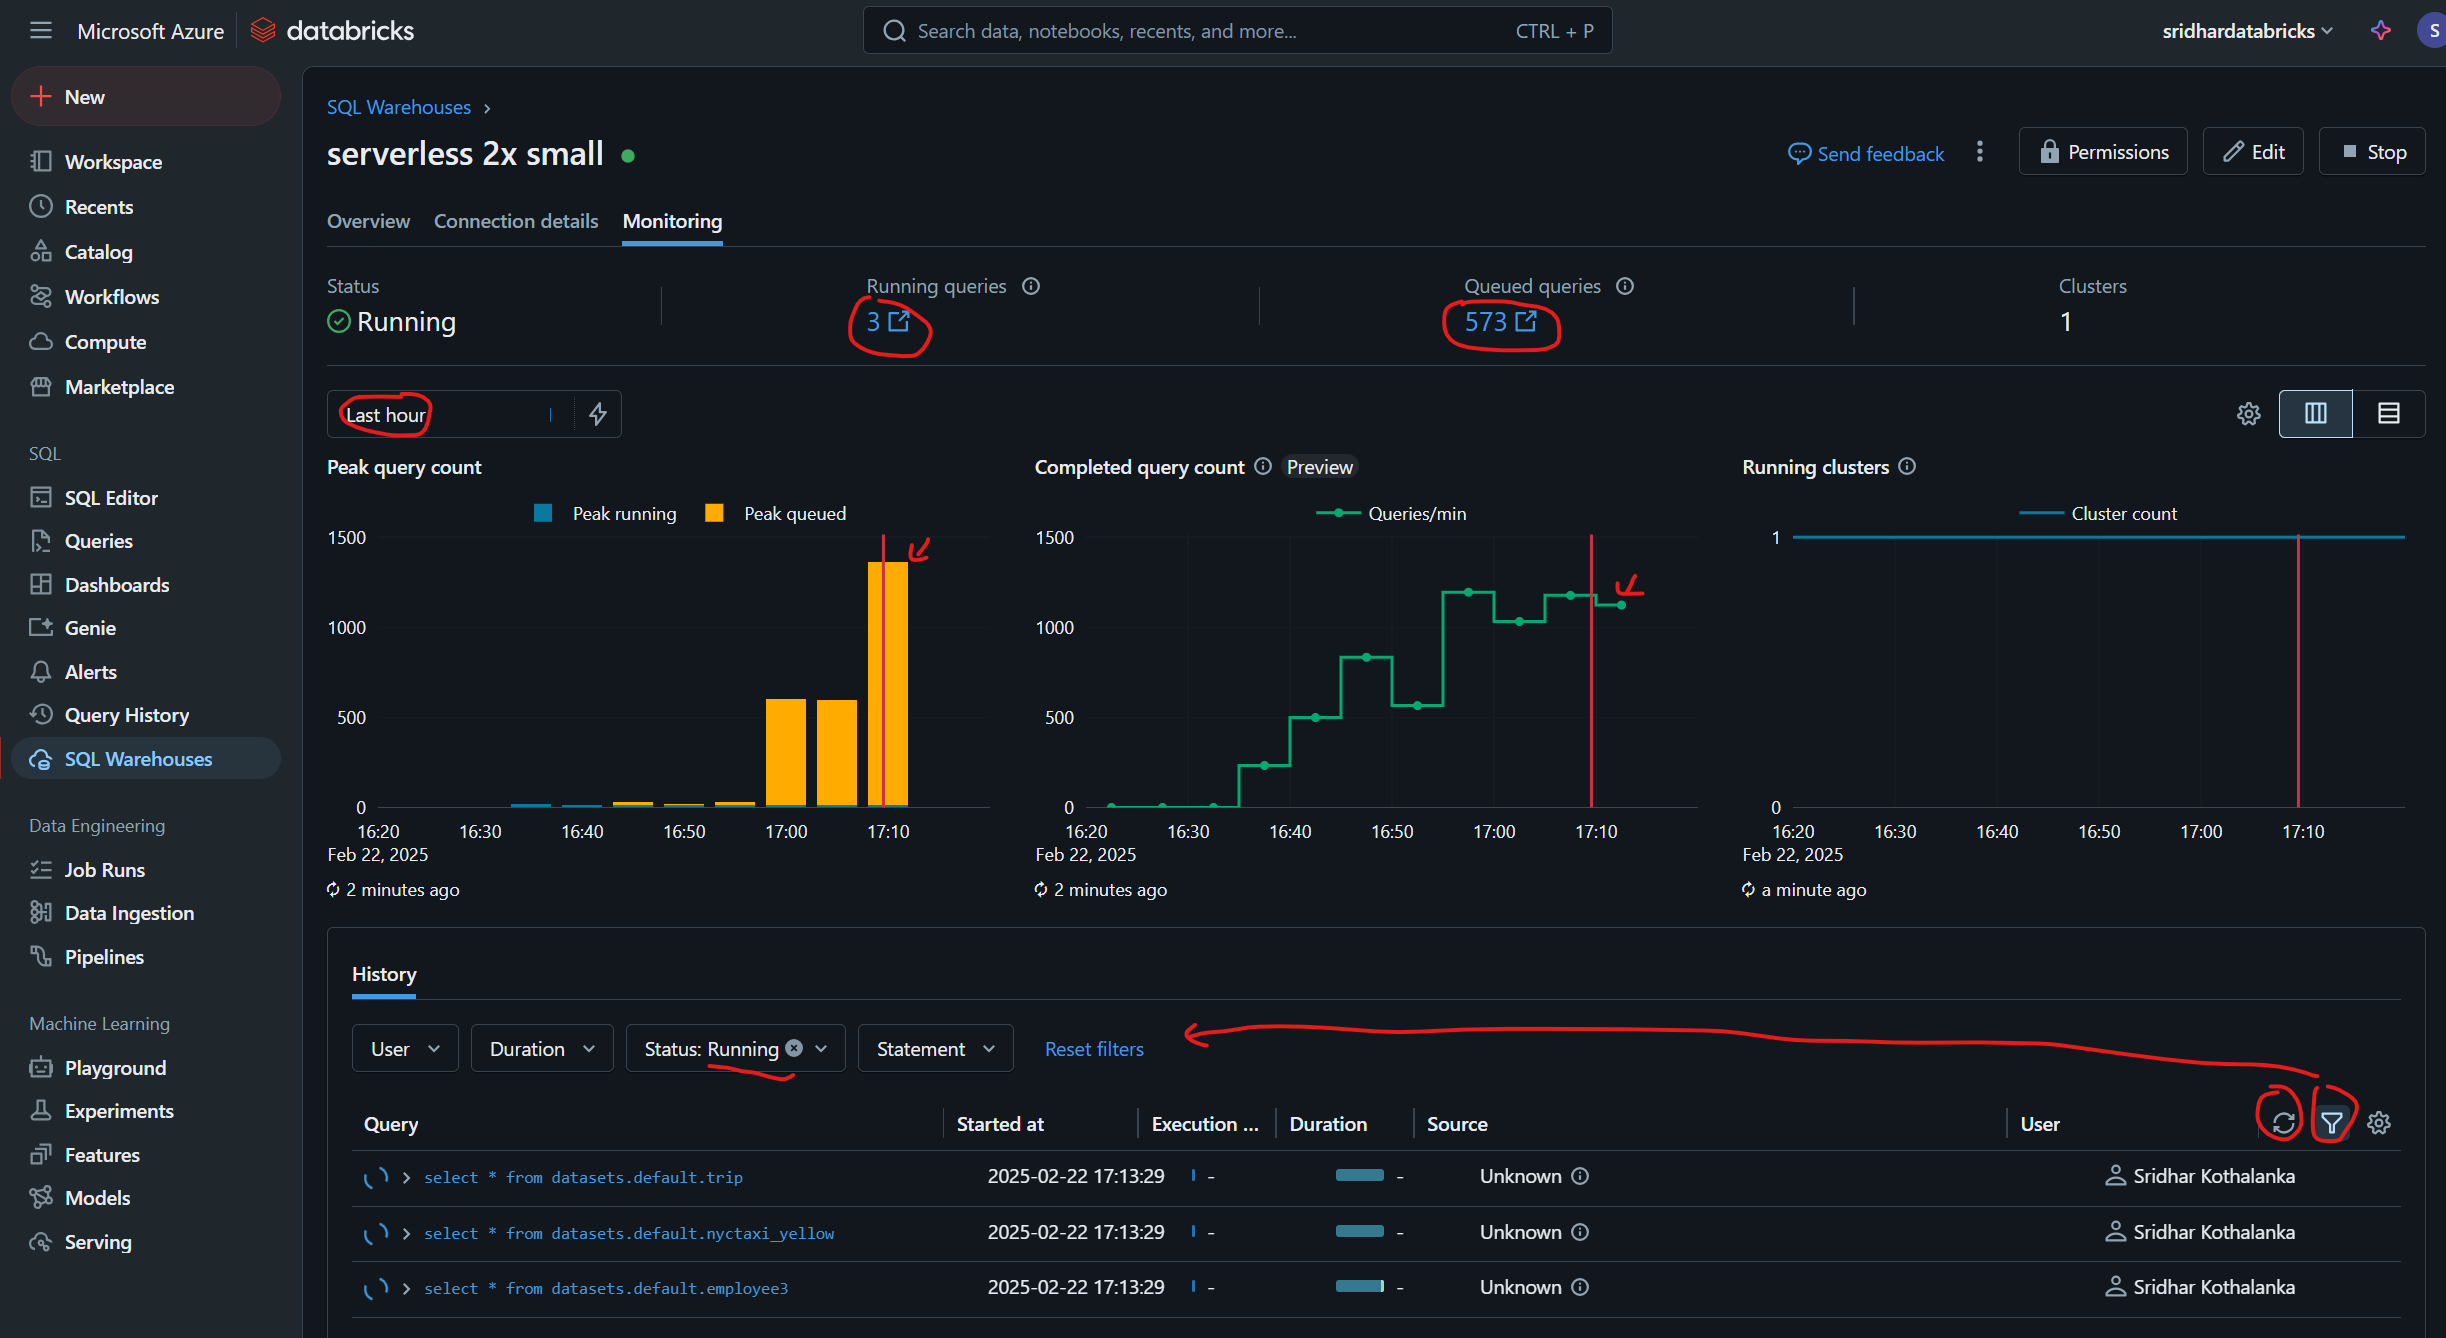 Microsoft Azure databricks
Search data, notebooks, recents, and more... CTRL + P
sridhardatabricks
S
New
Workspace
Recents
Catalog
Workflows
Compute
Marketplace
SQL
SQL Editor
Queries
Dashboards
Genie
Alerts
Query History
SQL Warehouses
Data Engineering
Job Runs
Data Ingestion
Pipelines
Machine Learning
Playground
Experiments
Features
Models
Serving
SQL Warehouses
serverless 2x small
Send feedback
Permissions
Edit
Stop
Overview Connection details Monitoring
Status
Running
Running queries
3
Queued queries
573
Clusters
1
Last hour
Peak query count
Peak running Peak queued
1500
1000
500
0
16:20 16:30 16:40 16:50 17:00 17:10
Feb 22, 2025
2 minutes ago
Completed query count Preview
Queries/min
1500
1000
500
0
16:20 16:30 16:40 16:50 17:00 17:10
Feb 22, 2025
2 minutes ago
Running clusters
Cluster count
1
0
16:20 16:30 16:40 16:50 17:00 17:10
Feb 22, 2025
a minute ago
History
User Duration Status: Running Statement Reset filters
Query Started at Execution ... Duration Source User
select * from datasets.default.trip 2025-02-22 17:13:29 - - Unknown Sridhar Kothalanka
select * from datasets.default.nyctaxi_yellow 2025-02-22 17:13:29 - - Unknown Sridhar Kothalanka
select * from datasets.default.employee3 2025-02-22 17:13:29 - - Unknown Sridhar Kothalanka